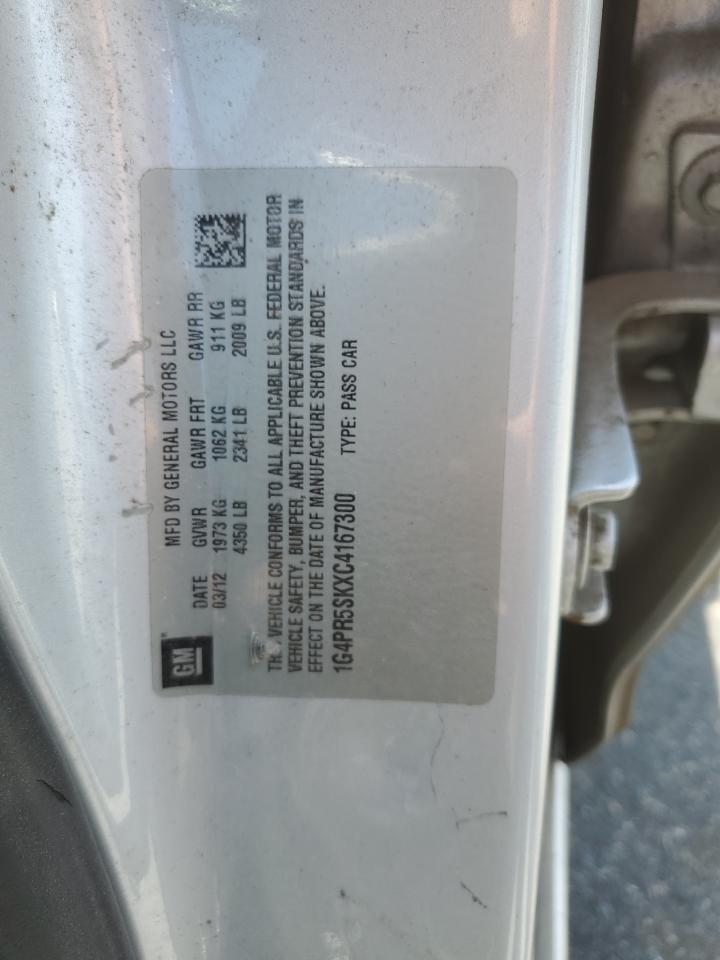 GM
MFD BY GENERAL MOTORS LLC
DATE GVWR GAWR FRT GAWR RR
03/12 1973 KG 1062 KG 911 KG
4350 LB 2341 LB 2009 LB
THIS VEHICLE CONFORMS TO ALL APPLICABLE U.S. FEDERAL MOTOR
VEHICLE SAFETY, BUMPER, AND THEFT PREVENTION STANDARDS IN
EFFECT ON THE DATE OF MANUFACTURE SHOWN ABOVE.
1G4PR5SKXC4167300 TYPE: PASS CAR